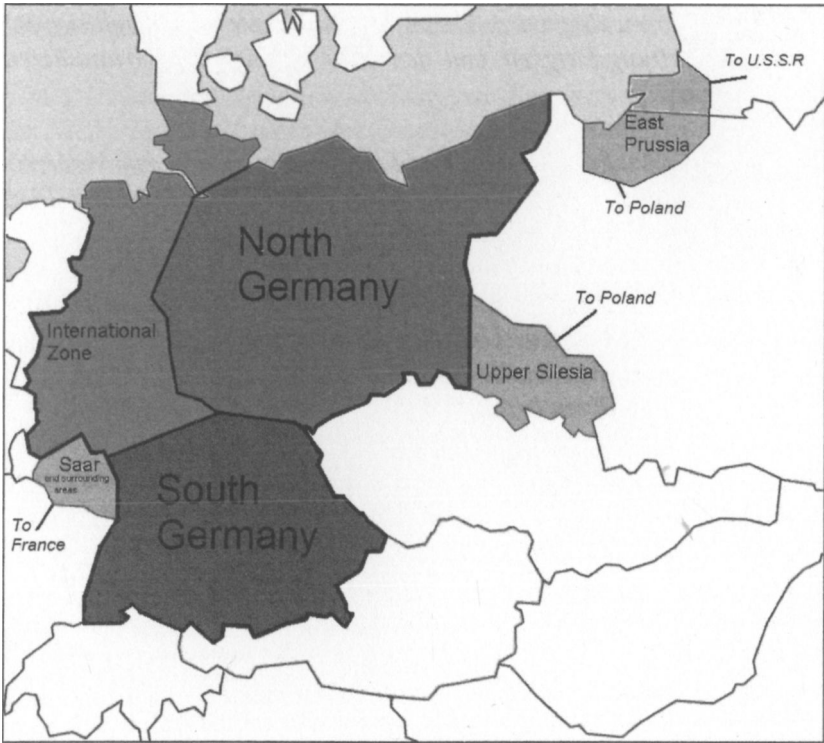 To U.S.S.R
East
Prussia
To Poland
North
Germany
To Poland
International
Zone
Upper Silesia
Saar
and surrounding
areas
South
Germany
To
France